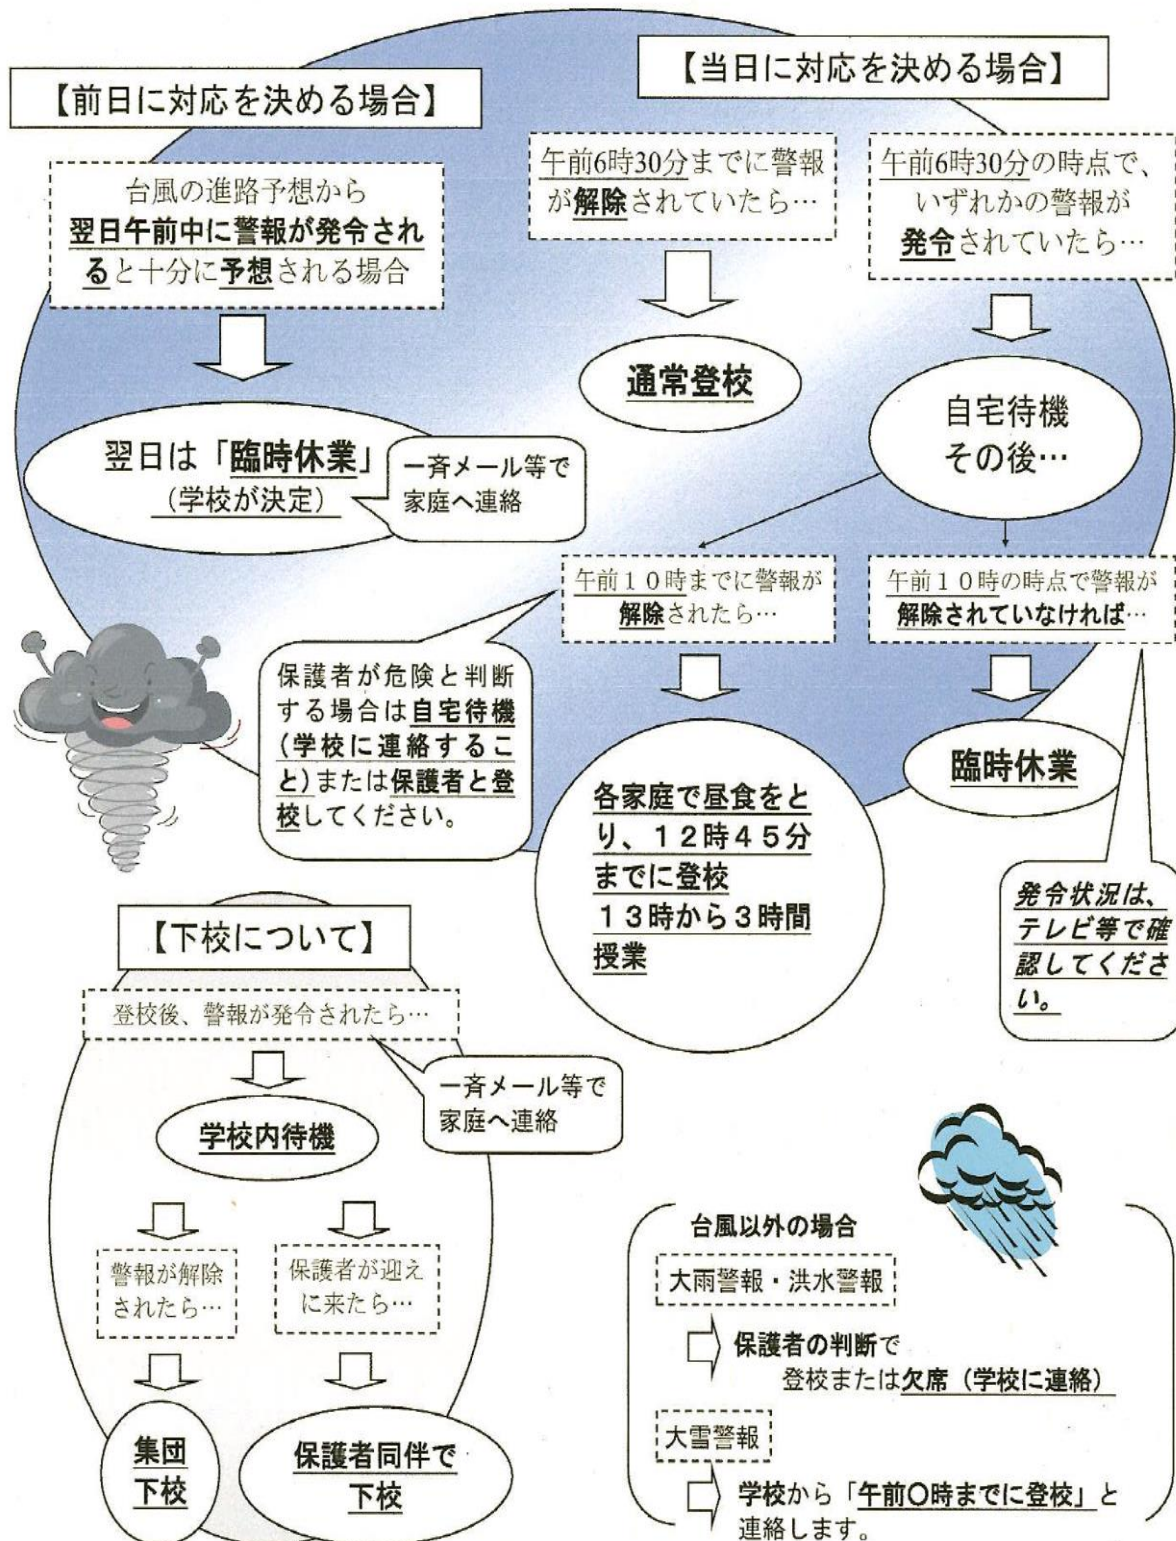 【前日に対応を決める場合】
台風の進路予想から
翌日午前中に警報が発令され
ると十分に予想される場合
翌日は「臨時休業」
（学校が決定）
一斉メール等で
家庭へ連絡
【当日に対応を決める場合】
午前6時30分までに警報
が解除されていたら…
通常登校
午前6時30分の時点で、
いずれかの警報が
発令されていたら…
自宅待機
その後…
午前１０時までに警報が
解除されたら…
保護者が危険と判断
する場合は自宅待機
（学校に連絡するこ
と）または保護者と登
校してください。
各家庭で昼食をと
り、１２時４５分
までに登校
１３時から３時間
授業
午前１０時の時点で警報が
解除されていなければ…
臨時休業
発令状況は、
テレビ等で確
認してくださ
い。
【下校について】
登校後、警報が発令されたら…
一斉メール等で
家庭へ連絡
学校内待機
警報が解除
されたら…
集団
下校
保護者が迎え
に来たら…
保護者同伴で
下校
台風以外の場合
大雨警報・洪水警報
保護者の判断で
登校または欠席（学校に連絡）
大雪警報
学校から「午前〇時までに登校」と
連絡します。